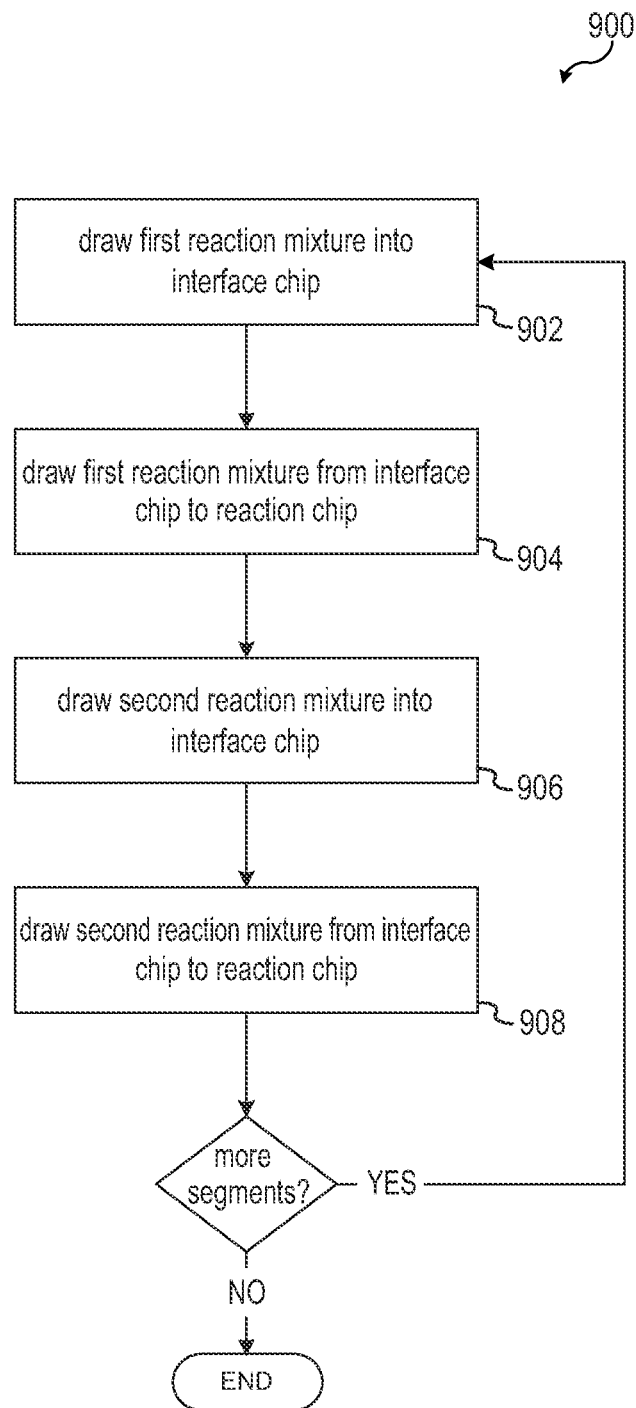 900
draw first reaction mixture into
interface chip
902
draw first reaction mixture from interface
chip to reaction chip
904
draw second reaction mixture into
interface chip
906
draw second reaction mixture from interface
chip to reaction chip
908
more
segments?
YES
NO
END